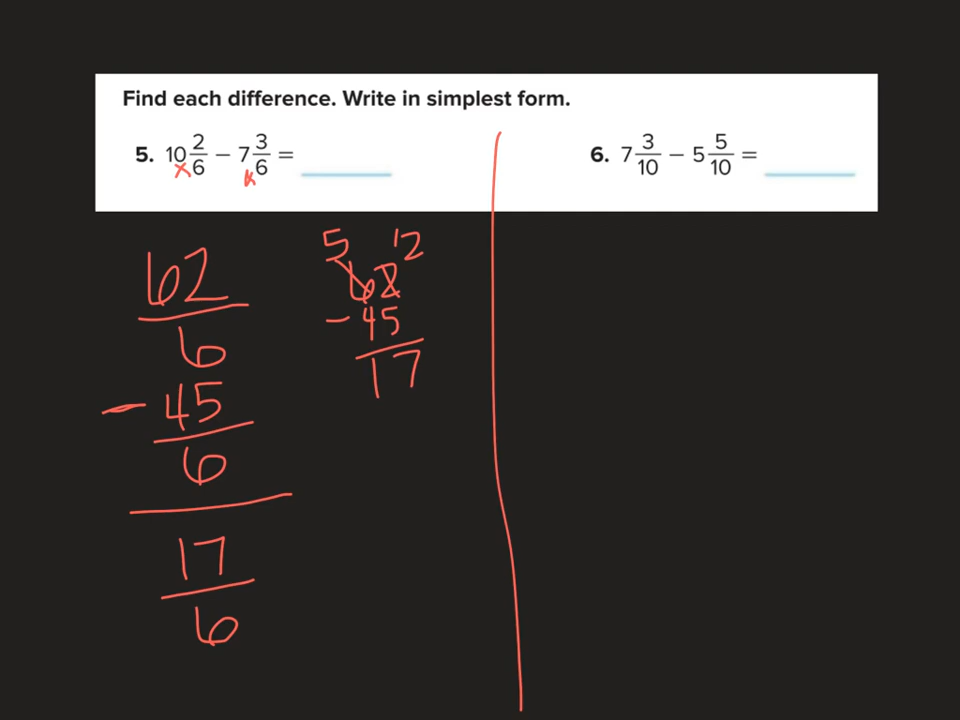 Find each difference. Write in simplest form.
5. 10 2/6 − 7 3/6 =
6. 7 3/10 − 5 5/10 =
x x
62/6
− 45/6
17/6
5 12
62
− 45
17